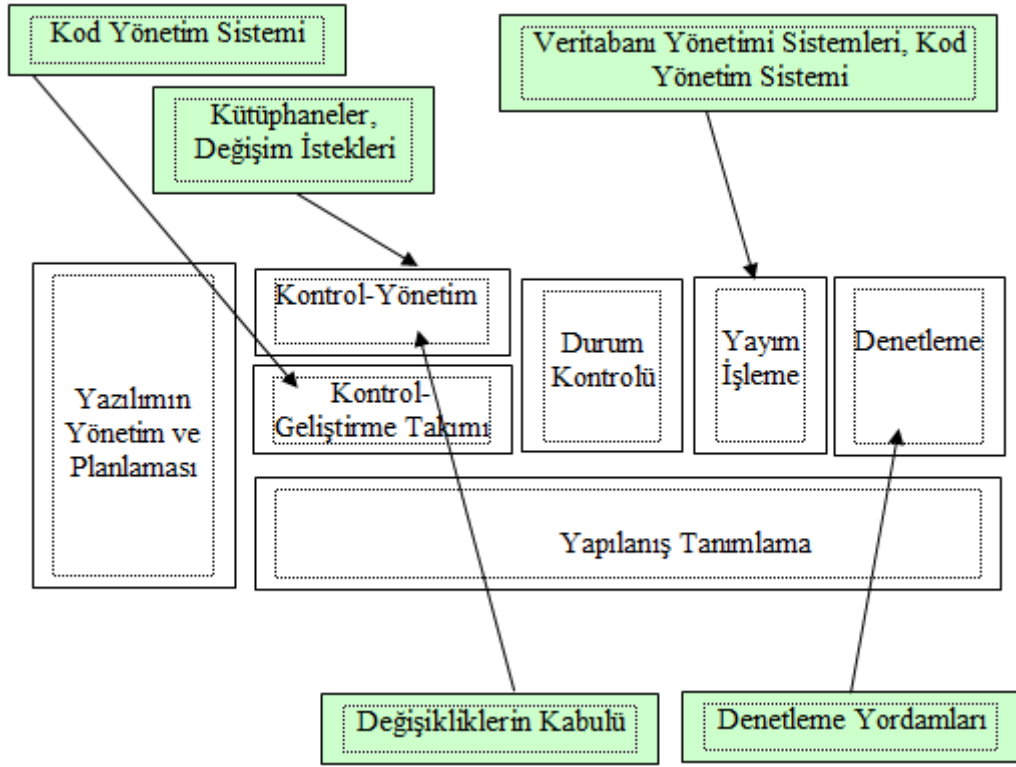 Kod Yönetim Sistemi
Veritabanı Yönetimi Sistemleri, Kod
Yönetim Sistemi
Kütüphaneler,
Değişim İstekleri
Yazılımın
Yönetim ve
Planlaması
Kontrol-Yönetim
Kontrol-
Geliştirme Takımı
Durum
Kontrolü
Yayım
İşleme
Denetleme
Yapılanış Tanımlama
Değişikliklerin Kabulü
Denetleme Yordamları